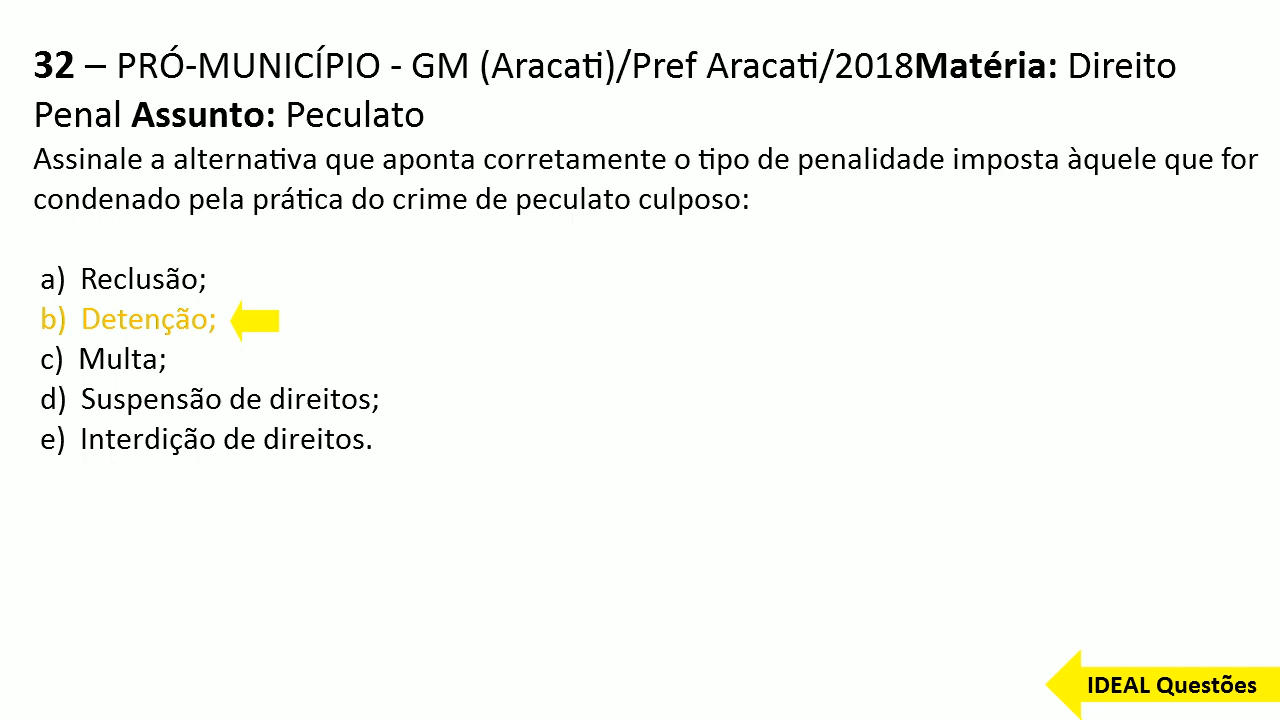 32 – PRÓ-MUNICÍPIO - GM (Aracati)/Pref Aracati/2018Matéria: Direito
Penal Assunto: Peculato
Assinale a alternativa que aponta corretamente o tipo de penalidade imposta àquele que for
condenado pela prática do crime de peculato culposo:
a) Reclusão;
b) Detenção;
c) Multa;
d) Suspensão de direitos;
e) Interdição de direitos.
IDEAL Questões